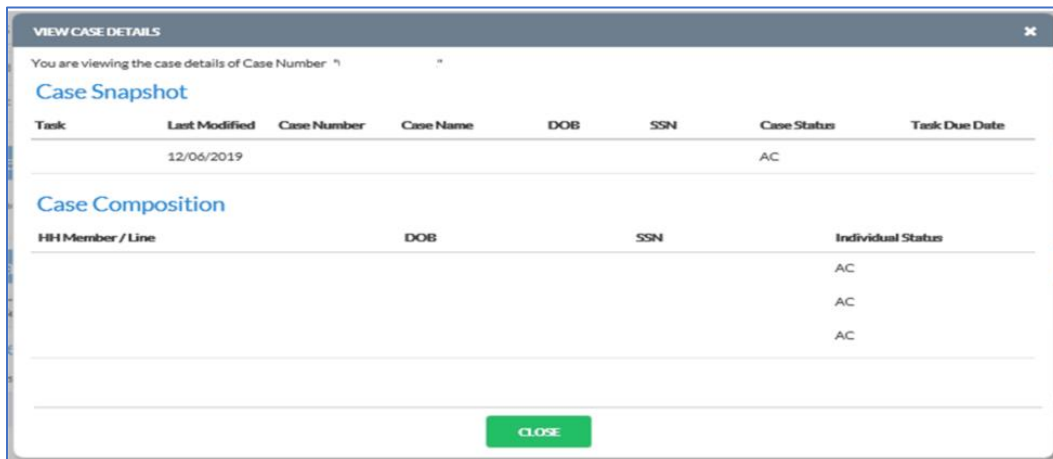 VIEW CASE DETAILS ✖
You are viewing the case details of Case Number "
Case Snapshot
Task Last Modified Case Number Case Name DOB SSN Case Status Task Due Date
12/06/2019 AC
Case Composition
HH Member / Line DOB SSN Individual Status
AC
AC
AC
CLOSE